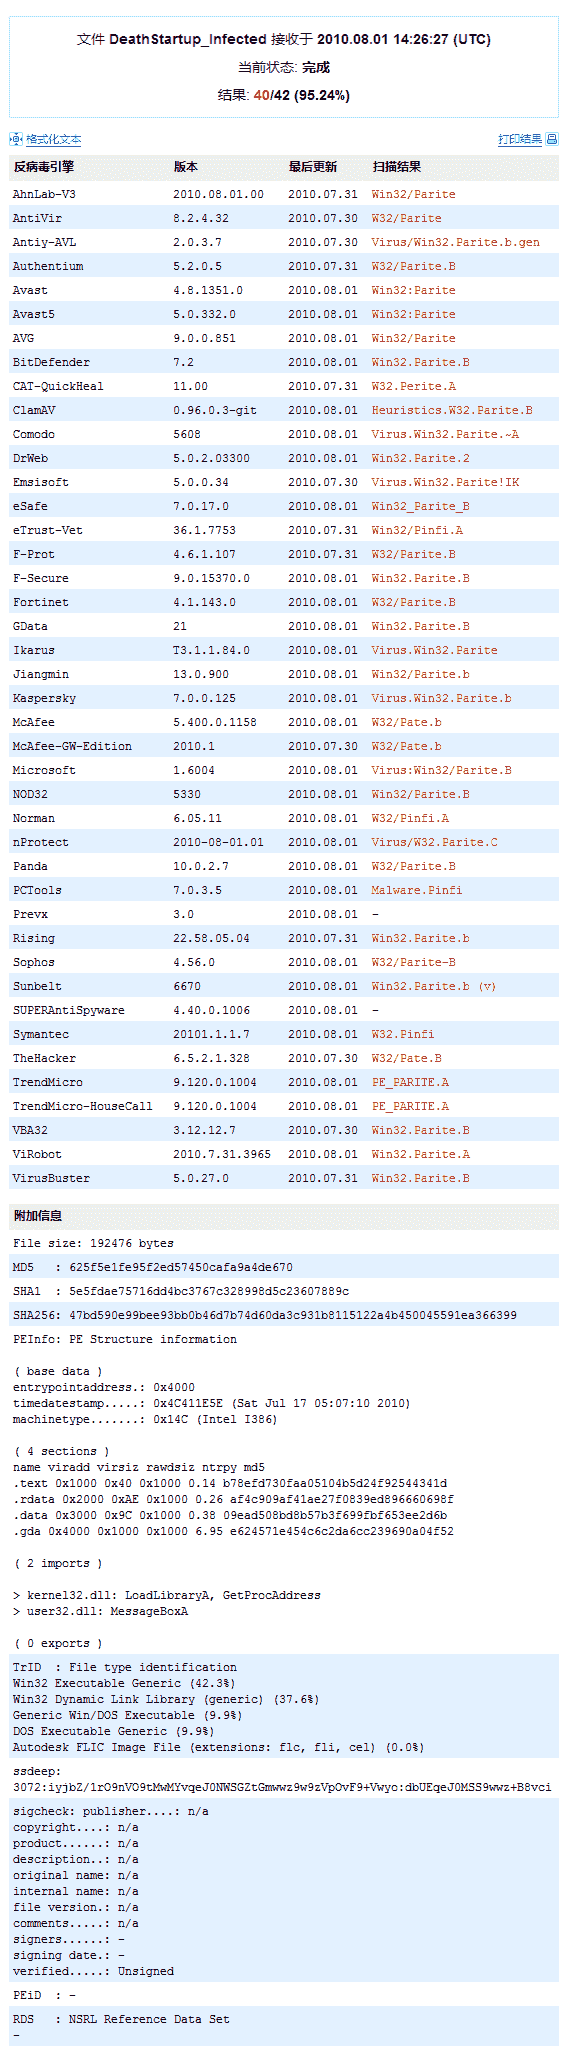 文件 DeathStartup_Infected 接收于 2010.08.01 14:26:27 (UTC)
当前状态: 完成
结果: 40/42 (95.24%)
格式化文本 打印结果
反病毒引擎 版本 最后更新 扫描结果
AhnLab-V3 2010.08.01.00 2010.07.31 Win32/Parite
AntiVir 8.2.4.32 2010.07.30 W32/Parite
Antiy-AVL 2.0.3.7 2010.07.30 Virus/Win32.Parite.b.gen
Authentium 5.2.0.5 2010.07.31 W32/Parite.B
Avast 4.8.1351.0 2010.08.01 Win32:Parite
Avast5 5.0.332.0 2010.08.01 Win32:Parite
AVG 9.0.0.851 2010.08.01 Win32/Parite
BitDefender 7.2 2010.08.01 Win32.Parite.B
CAT-QuickHeal 11.00 2010.07.31 W32.Perite.A
ClamAV 0.96.0.3-git 2010.08.01 Heuristics.W32.Parite.B
Comodo 5608 2010.08.01 Virus.Win32.Parite.~A
DrWeb 5.0.2.03300 2010.08.01 Win32.Parite.2
Emsisoft 5.0.0.34 2010.07.30 Virus.Win32.Parite!IK
eSafe 7.0.17.0 2010.08.01 Win32_Parite_B
eTrust-Vet 36.1.7753 2010.07.31 Win32/Pinfi.A
F-Prot 4.6.1.107 2010.07.31 W32/Parite.B
F-Secure 9.0.15370.0 2010.08.01 Win32.Parite.B
Fortinet 4.1.143.0 2010.08.01 W32/Parite.B
GData 21 2010.08.01 Win32.Parite.B
Ikarus T3.1.1.84.0 2010.08.01 Virus.Win32.Parite
Jiangmin 13.0.900 2010.08.01 Win32/Parite.b
Kaspersky 7.0.0.125 2010.08.01 Virus.Win32.Parite.b
McAfee 5.400.0.1158 2010.08.01 W32/Pate.b
McAfee-GW-Edition 2010.1 2010.07.30 W32/Pate.b
Microsoft 1.6004 2010.08.01 Virus:Win32/Parite.B
NOD32 5330 2010.08.01 Win32/Parite.B
Norman 6.05.11 2010.08.01 W32/Pinfi.A
nProtect 2010-08-01.01 2010.08.01 Virus/W32.Parite.C
Panda 10.0.2.7 2010.08.01 W32/Parite.B
PCTools 7.0.3.5 2010.08.01 Malware.Pinfi
Prevx 3.0 2010.08.01 -
Rising 22.58.05.04 2010.07.31 Win32.Parite.b
Sophos 4.56.0 2010.08.01 W32/Parite-B
Sunbelt 6670 2010.08.01 Win32.Parite.b (v)
SUPERAntiSpyware 4.40.0.1006 2010.08.01 -
Symantec 20101.1.1.7 2010.08.01 W32.Pinfi
TheHacker 6.5.2.1.328 2010.07.30 W32/Pate.B
TrendMicro 9.120.0.1004 2010.08.01 PE_PARITE.A
TrendMicro-HouseCall 9.120.0.1004 2010.08.01 PE_PARITE.A
VBA32 3.12.12.7 2010.07.30 Win32.Parite.B
ViRobot 2010.7.31.3965 2010.08.01 Win32.Parite.A
VirusBuster 5.0.27.0 2010.07.31 Win32.Parite.B
附加信息
File size: 192476 bytes
MD5   : 625f5e1fe95f2ed57450cafa9a4de670
SHA1  : 5e5fdae75716dd4bc3767c328998d5c23607889c
SHA256: 47bd590e99bee93bb0b46d7b74d60da3c931b8115122a4b450045591ea366399
PEInfo: PE Structure information
( base data )
entrypointaddress.: 0x4000
timedatestamp.....: 0x4C411E5E (Sat Jul 17 05:07:10 2010)
machinetype.......: 0x14C (Intel I386)
( 4 sections )
name viradd virsiz rawdsiz ntrpy md5
.text 0x1000 0x40 0x1000 0.14 b78efd730faa05104b5d24f92544341d
.rdata 0x2000 0xAE 0x1000 0.26 af4c909af41ae27f0839ed896660698f
.data 0x3000 0x9C 0x1000 0.38 09ead508bd8b57b3f699fbf653ee2d6b
.gda 0x4000 0x1000 0x1000 6.95 e624571e454c6c2da6cc239690a04f52
( 2 imports )
> kernel32.dll: LoadLibraryA, GetProcAddress
> user32.dll: MessageBoxA
( 0 exports )
TrID  : File type identification
Win32 Executable Generic (42.3%)
Win32 Dynamic Link Library (generic) (37.6%)
Generic Win/DOS Executable (9.9%)
DOS Executable Generic (9.9%)
Autodesk FLIC Image File (extensions: flc, fli, cel) (0.0%)
ssdeep:
3072:iyjbZ/1rO9nVO9tMwMYvqeJ0NWSGZtGmwwz9w9zVpOvF9+Vwyo:dbUEqeJ0MSS9wwz+B8vci
sigcheck: publisher....: n/a
copyright....: n/a
product......: n/a
description..: n/a
original name: n/a
internal name: n/a
file version.: n/a
comments.....: n/a
signers......: -
signing date.: -
verified.....: Unsigned
PEiD  : -
RDS   : NSRL Reference Data Set
-